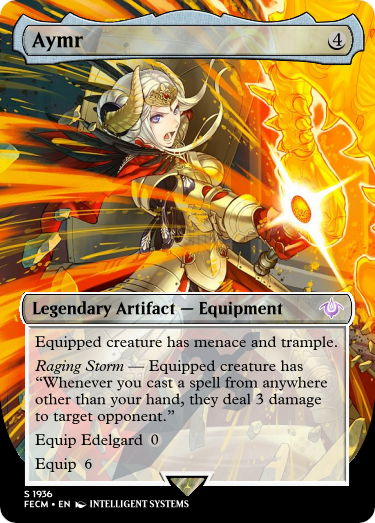 Aymr 4
Legendary Artifact — Equipment
Equipped creature has menace and trample.
Raging Storm — Equipped creature has
“Whenever you cast a spell from anywhere
other than your hand, they deal 3 damage
to target opponent.”
Equip Edelgard 0
Equip 6
S 1936
FECM • EN INTELLIGENT SYSTEMS